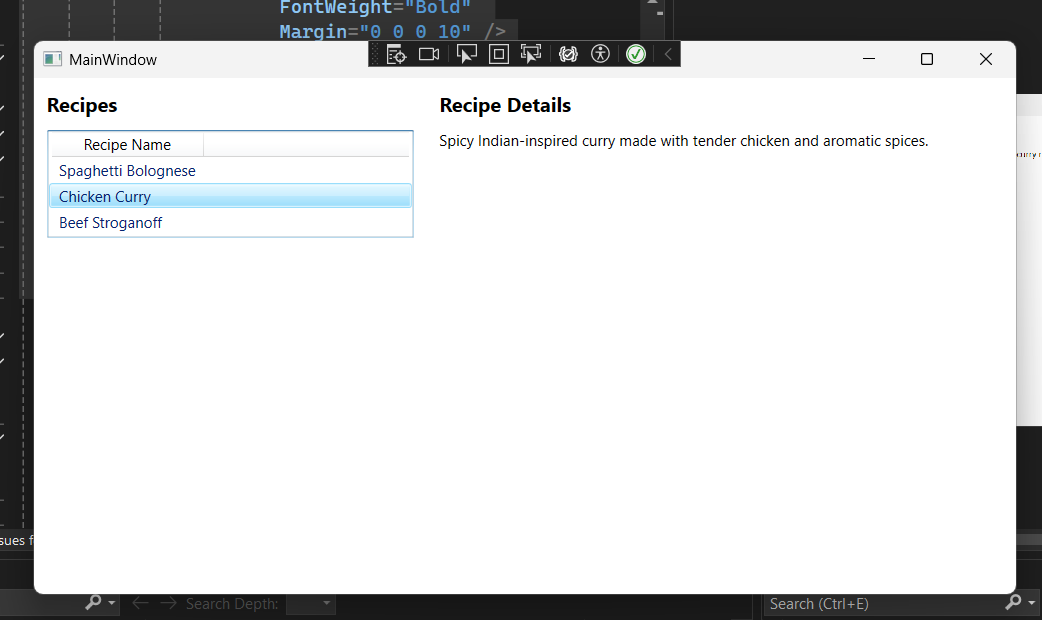 FontWeight="Bold"
Margin="0 0 0 10" />
MainWindow
Recipes
Recipe Details
Recipe Name
Spicy Indian-inspired curry made with tender chicken and aromatic spices.
Spaghetti Bolognese
Chicken Curry
Beef Stroganoff
sues f
Search Depth:
Search (Ctrl+E)